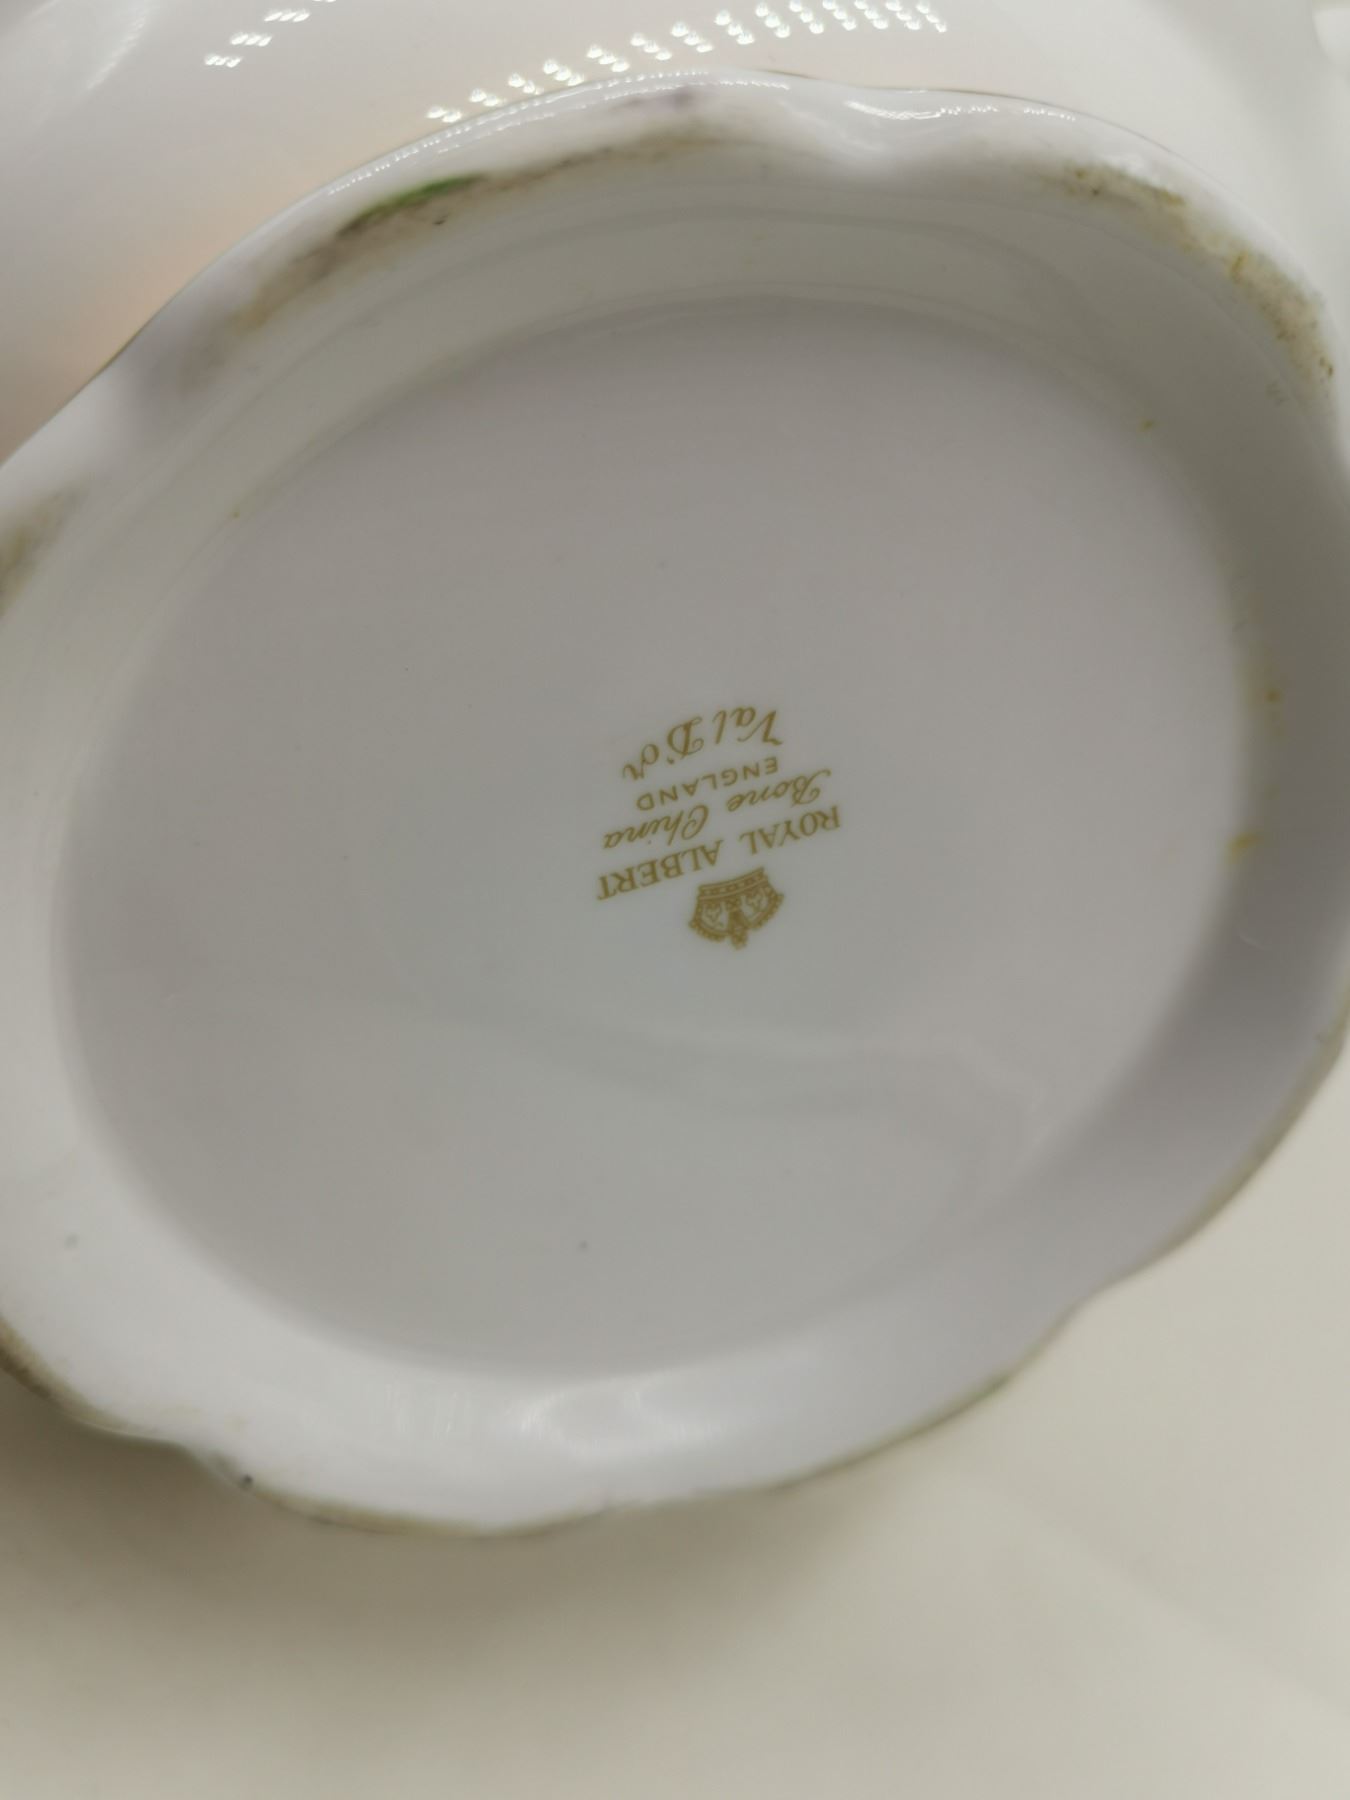 ROYAL ALBERT
Bone China
ENGLAND
Val D'or